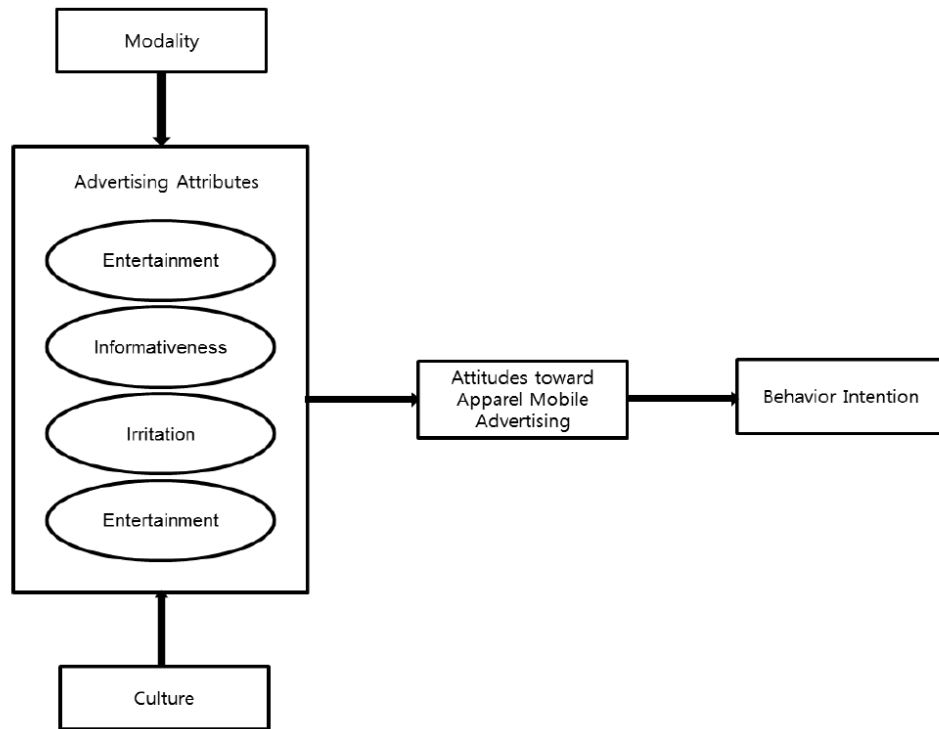 Modality
Advertising Attributes
Entertainment
Informativeness
Irritation
Entertainment
Attitudes toward
Apparel Mobile
Advertising
Behavior Intention
Culture